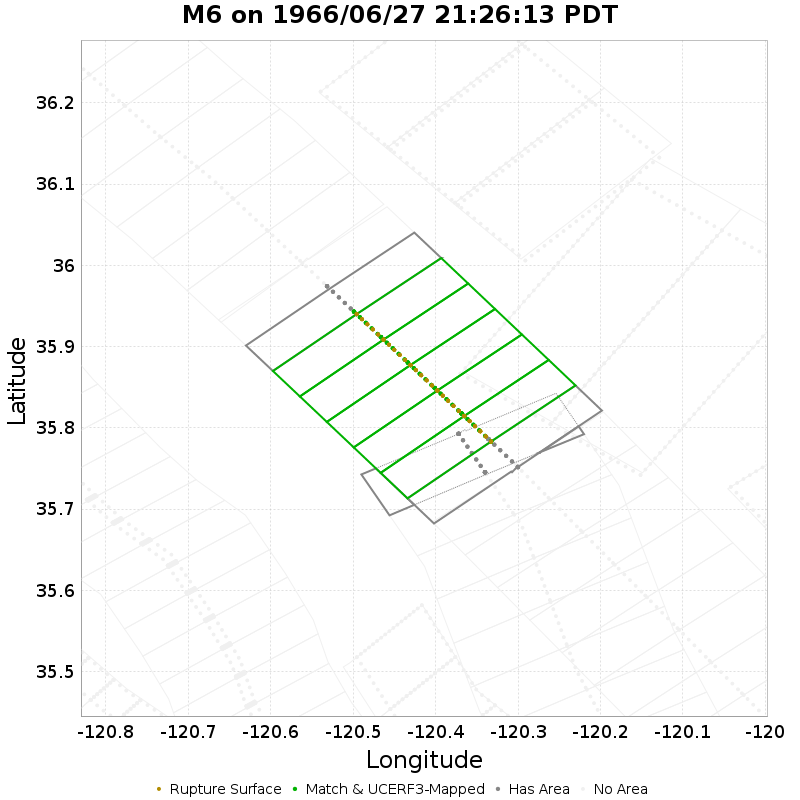 M6 on 1966/06/27 21:26:13 PDT
36.2
36.1
36
35.9
35.8
35.7
35.6
35.5
Latitude
-120.8 -120.7 -120.6 -120.5 -120.4 -120.3 -120.2 -120.1 -120
Longitude
Rupture Surface Match & UCERF3-Mapped Has Area No Area